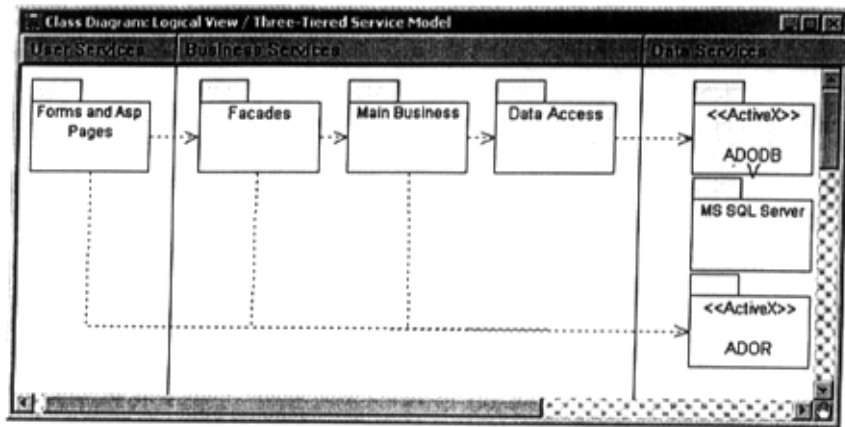 Class Diagram: Logical View / Three-Tiered Service Model
User Services
Business Services
Data Services
Forms and Asp
Pages
Facades
Main Business
Data Access
<<ActiveX>>
ADODB
MS SQL Server
<<ActiveX>>
ADOR